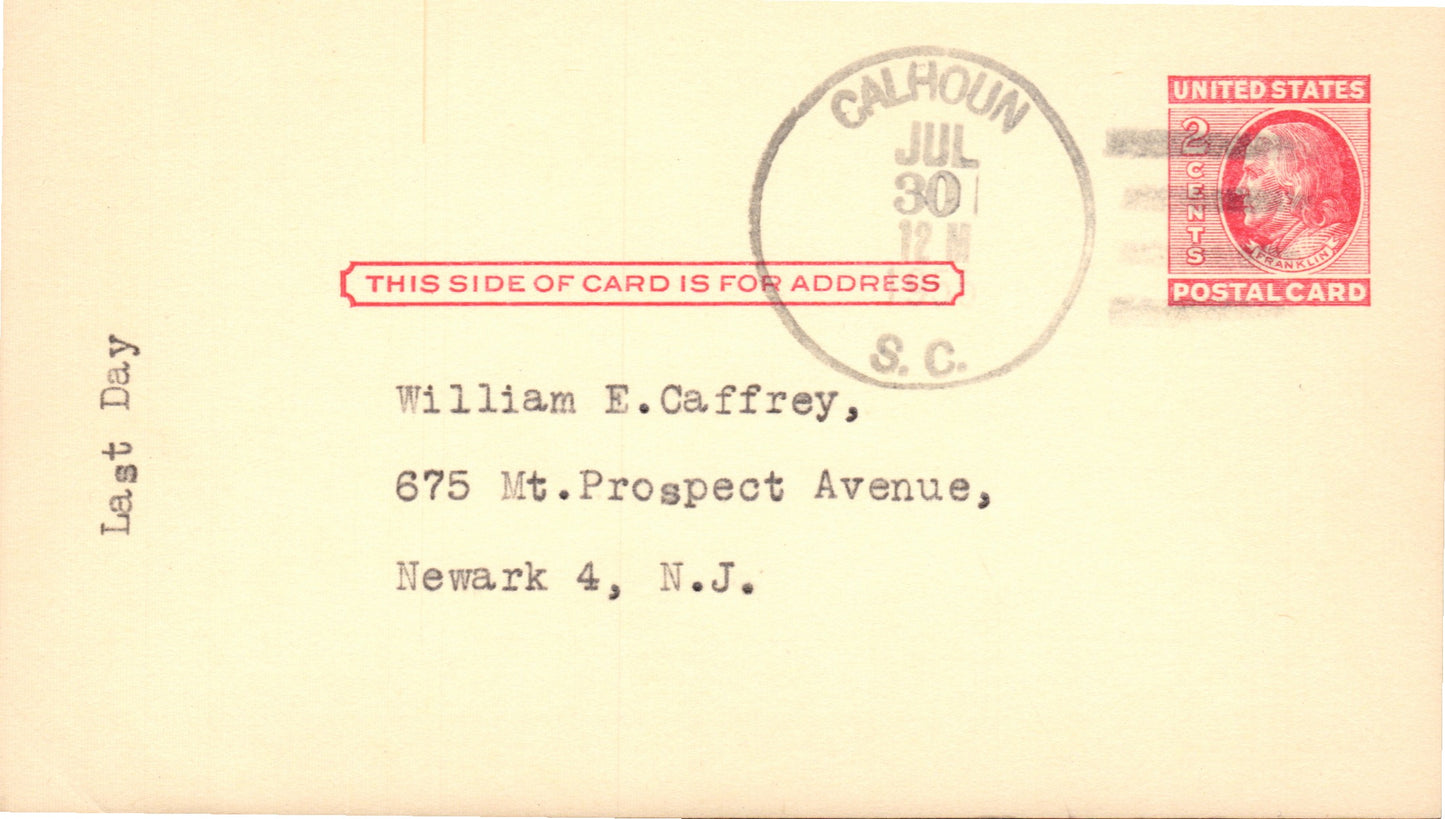 CALHOUN
JUL
30
12 M
S. C.
UNITED STATES
2 CENTS
FRANKLIN
POSTAL CARD
THIS SIDE OF CARD IS FOR ADDRESS
Last Day
William E.Caffrey,
675 Mt.Prospect Avenue,
Newark 4, N.J.